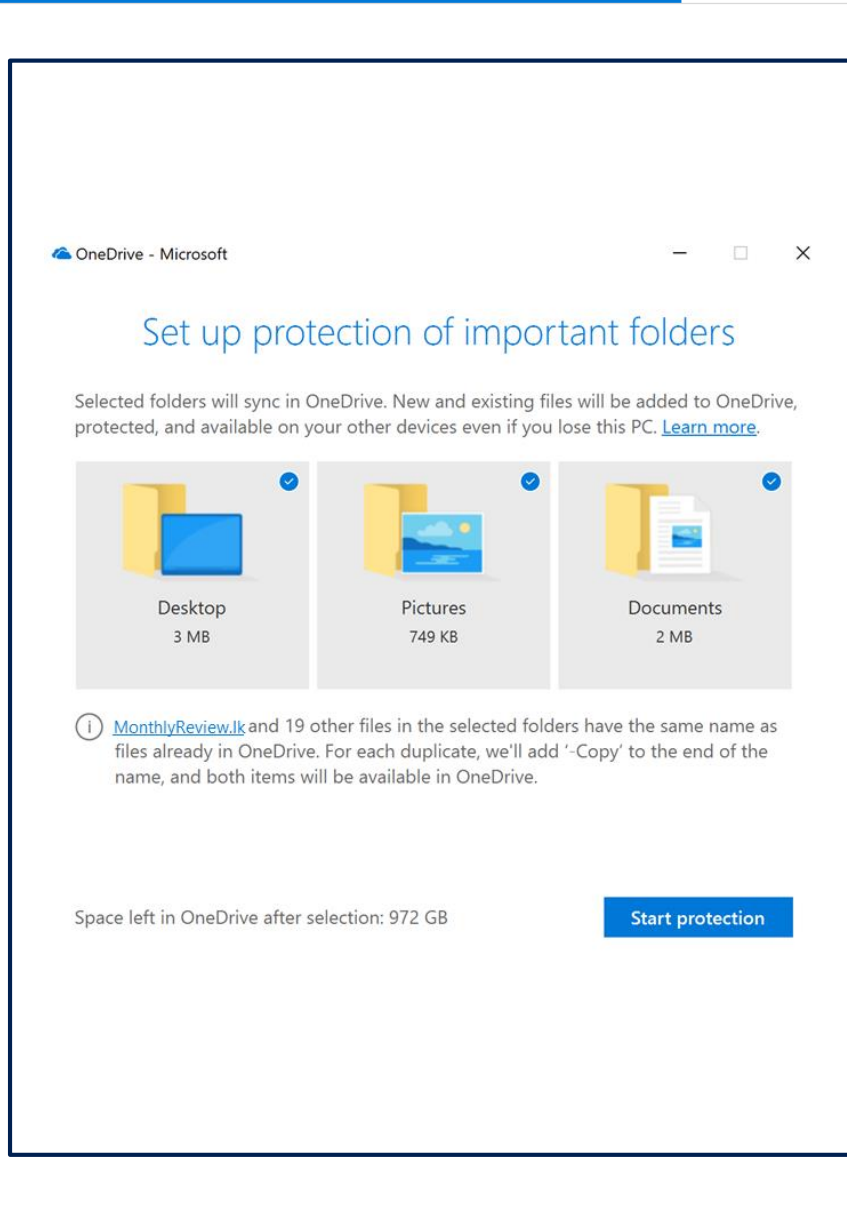 OneDrive - Microsoft
Set up protection of important folders
Selected folders will sync in OneDrive. New and existing files will be added to OneDrive,
protected, and available on your other devices even if you lose this PC. Learn more.
Desktop
3 MB
Pictures
749 KB
Documents
2 MB
MonthlyReview.lk and 19 other files in the selected folders have the same name as
files already in OneDrive. For each duplicate, we'll add ‘-Copy’ to the end of the
name, and both items will be available in OneDrive.
Space left in OneDrive after selection: 972 GB
Start protection